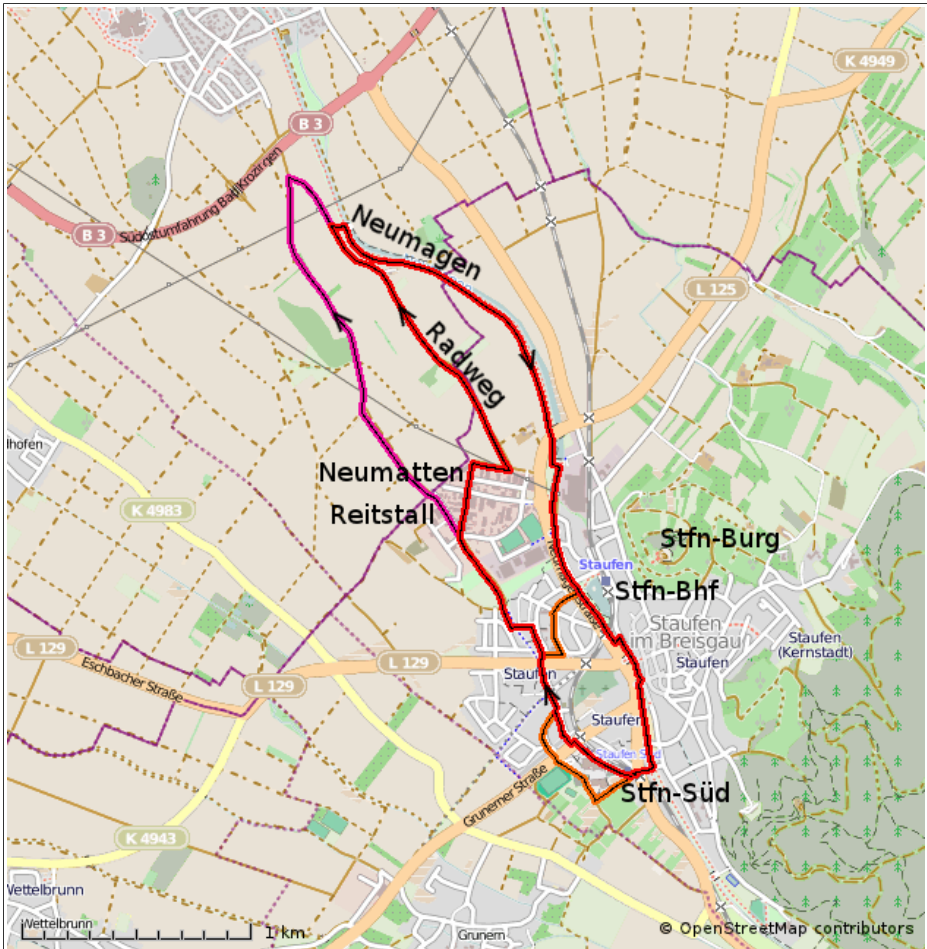 K 4949
B 3
Südostumfahrung Bad Krozingen
B 3
Neumagen
L 125
Radweg
lhofen
Neumatten
Reitstall
K 4983
Stfn-Burg
Neumagenstraße
Staufen
Stfn-Bhf
Staufen
im Breisgau
Staufen
(Kernstadt)
Staufen
L 129
L 129
Eschbacher Straße
L 129
Staufen
Staufen
Staufen Süd
Grunerner Straße
Stfn-Süd
K 4943
Wettelbrunn
Wettelbrunn
1 km
Grunern
© OpenStreetMap contributors